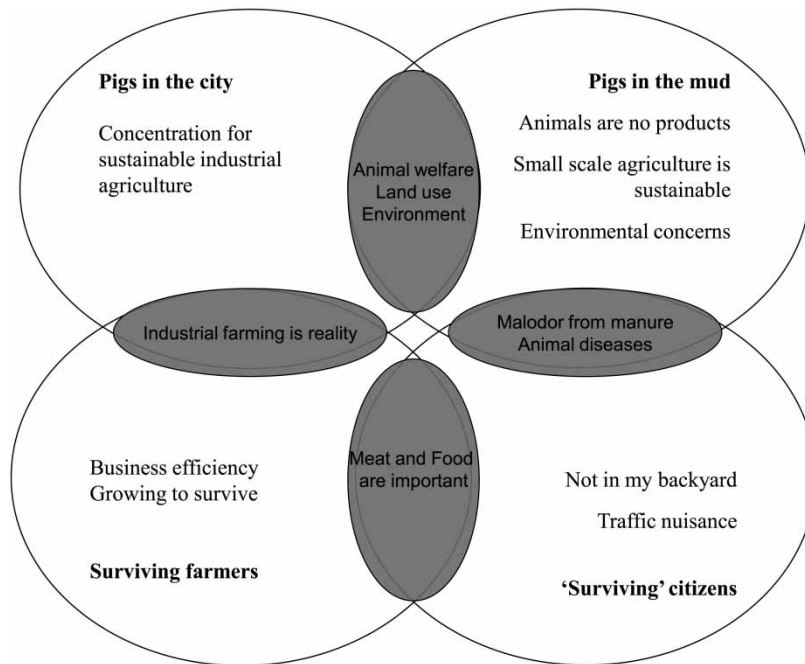 Pigs in the city
Concentration for
sustainable industrial
agriculture
Animal welfare
Land use
Environment
Pigs in the mud
Animals are no products
Small scale agriculture is
sustainable
Environmental concerns
Industrial farming is reality
Malodor from manure
Animal diseases
Business efficiency
Growing to survive
Surviving farmers
Meat and Food
are important
Not in my backyard
Traffic nuisance
‘Surviving’ citizens